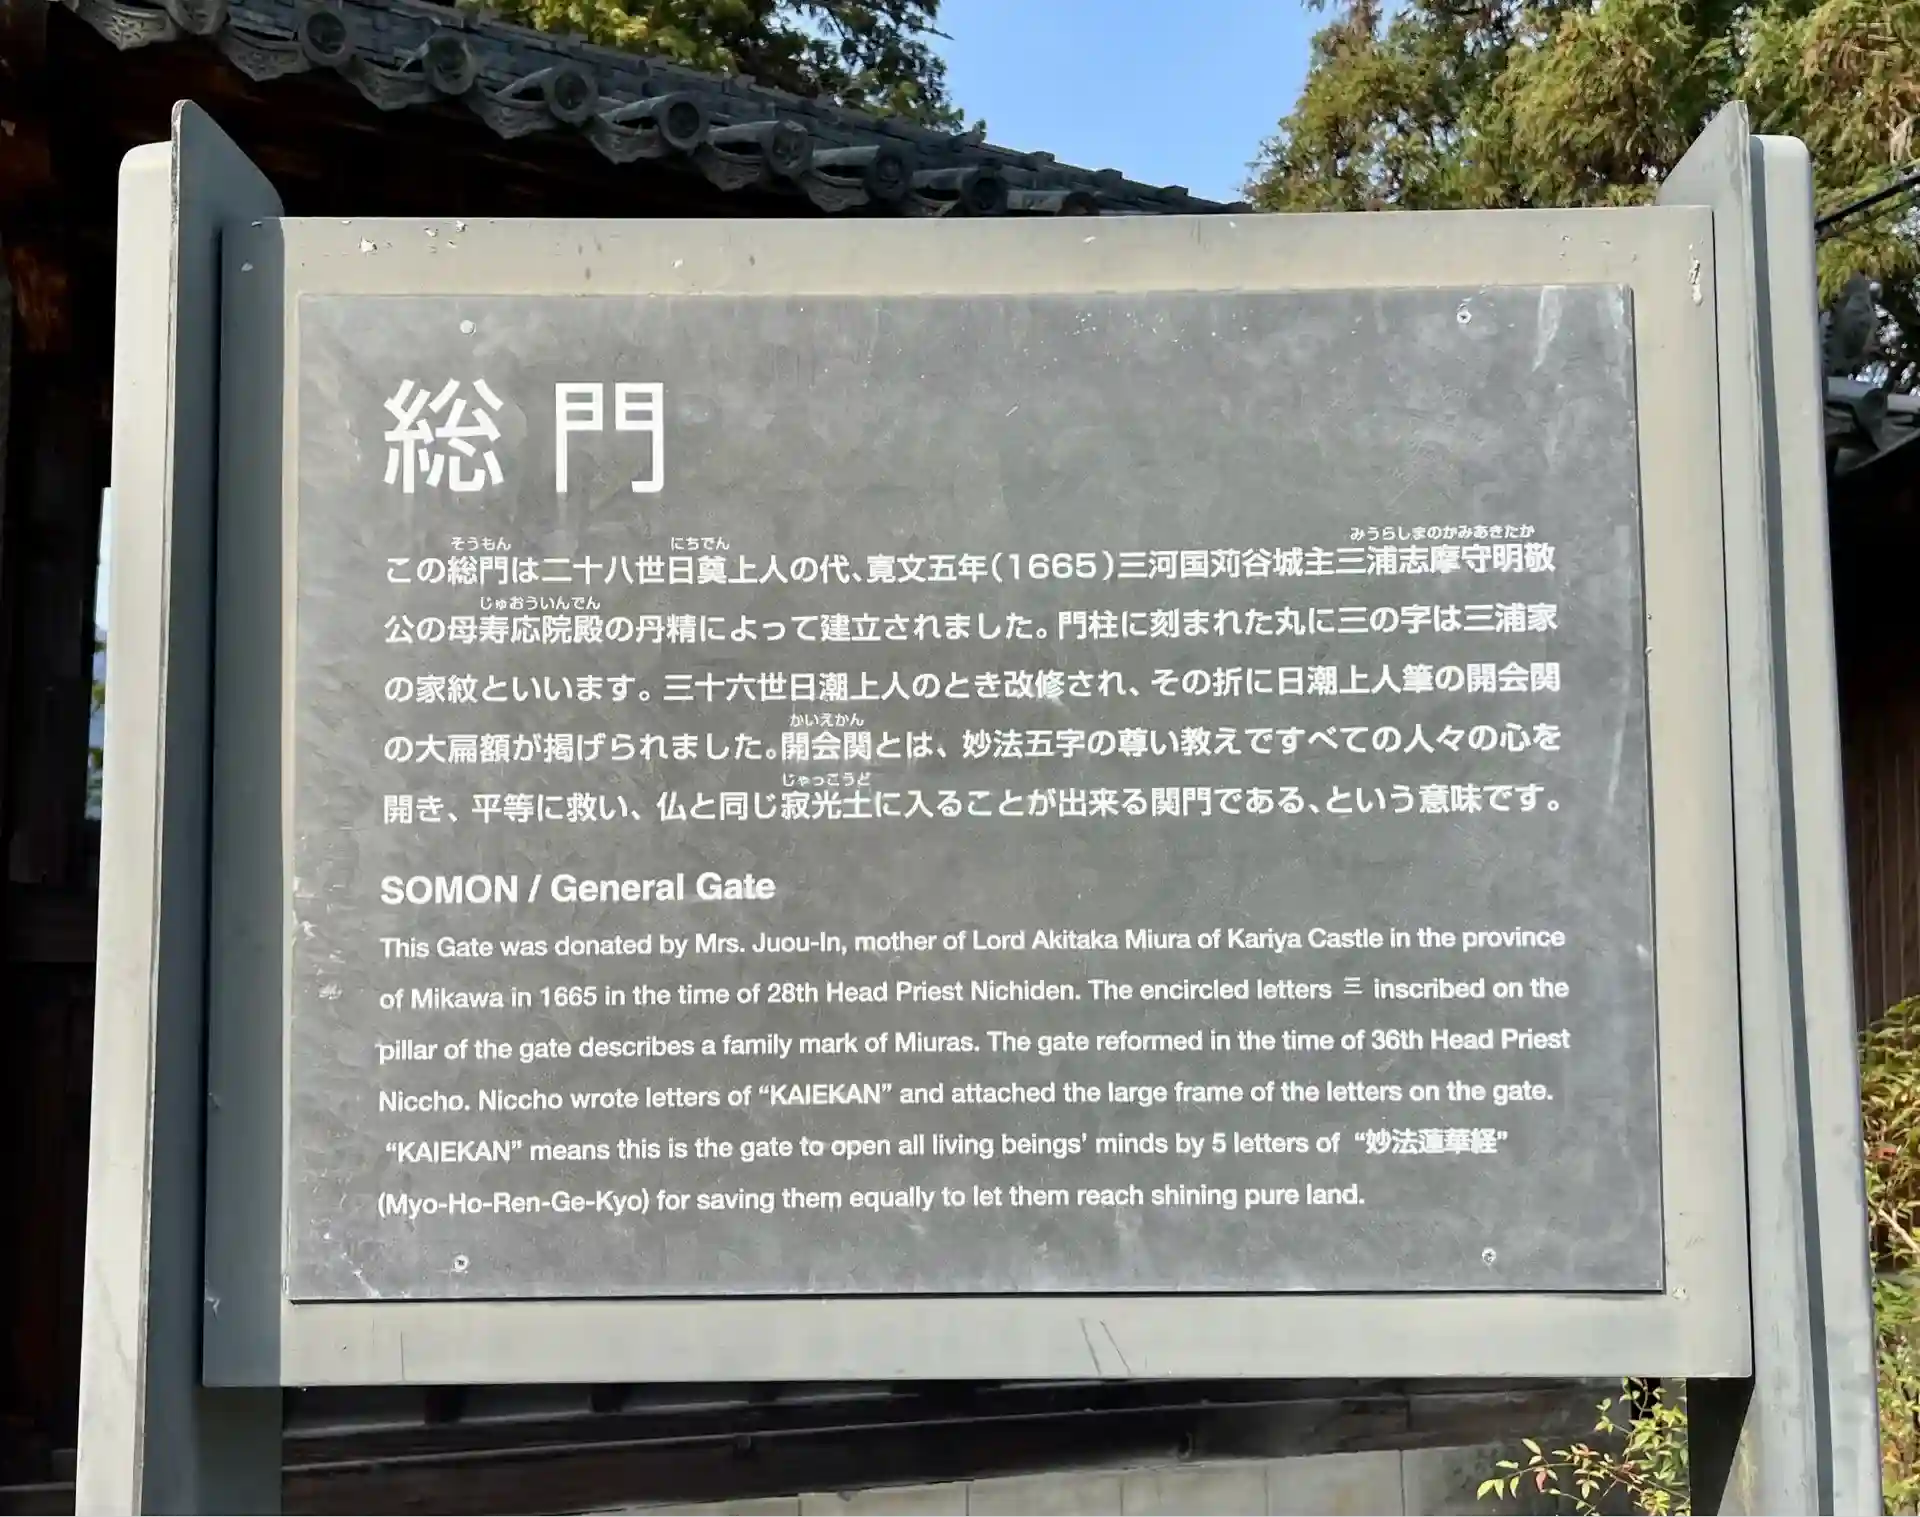 総門
そうもん にちでん みうらしまのかみあきたか
この総門は二十八世日奠上人の代、寛文五年(1665)三河国苅谷城主三浦志摩守明敬
じゅおういんでん
公の母寿応院殿の丹精によって建立されました。門柱に刻まれた丸に三の字は三浦家
の家紋といいます。三十六世日潮上人のとき改修され、その折に日潮上人筆の開会関
かいえかん
の大扁額が掲げられました。開会関とは、妙法五字の尊い教えですべての人々の心を
じゃっこうど
開き、平等に救い、仏と同じ寂光土に入ることが出来る関門である、という意味です。
SOMON / General Gate
This Gate was donated by Mrs. Juou-In, mother of Lord Akitaka Miura of Kariya Castle in the province
of Mikawa in 1665 in the time of 28th Head Priest Nichiden. The encircled letters 三 inscribed on the
pillar of the gate describes a family mark of Miuras. The gate reformed in the time of 36th Head Priest
Niccho. Niccho wrote letters of “KAIEKAN” and attached the large frame of the letters on the gate.
“KAIEKAN” means this is the gate to open all living beings’ minds by 5 letters of “妙法蓮華経”
(Myo-Ho-Ren-Ge-Kyo) for saving them equally to let them reach shining pure land.